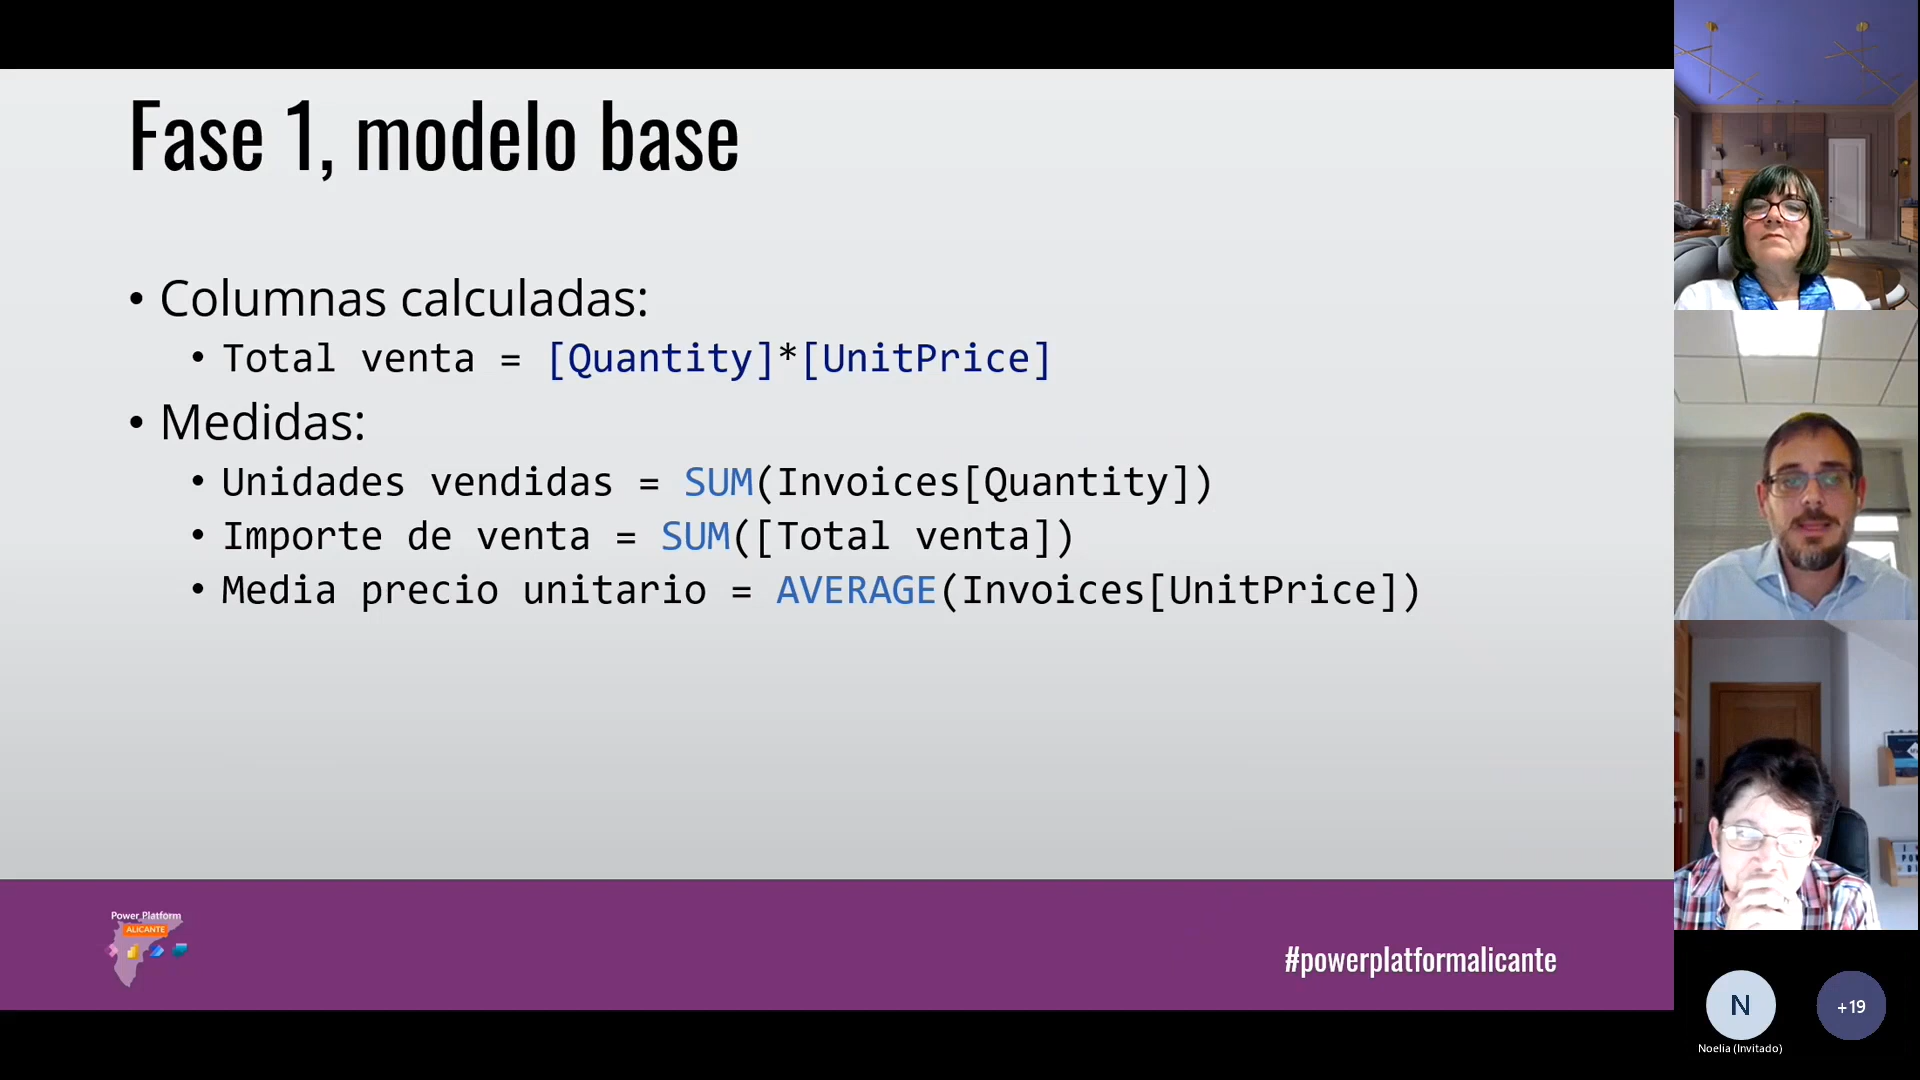 Fase 1, modelo base
• Columnas calculadas:
• Total venta = [Quantity]*[UnitPrice]
• Medidas:
• Unidades vendidas = SUM(Invoices[Quantity])
• Importe de venta = SUM([Total venta])
• Media precio unitario = AVERAGE(Invoices[UnitPrice])
Power Platform
ALICANTE
#powerplatformalicante
N
+19
Noelia (Invitado)